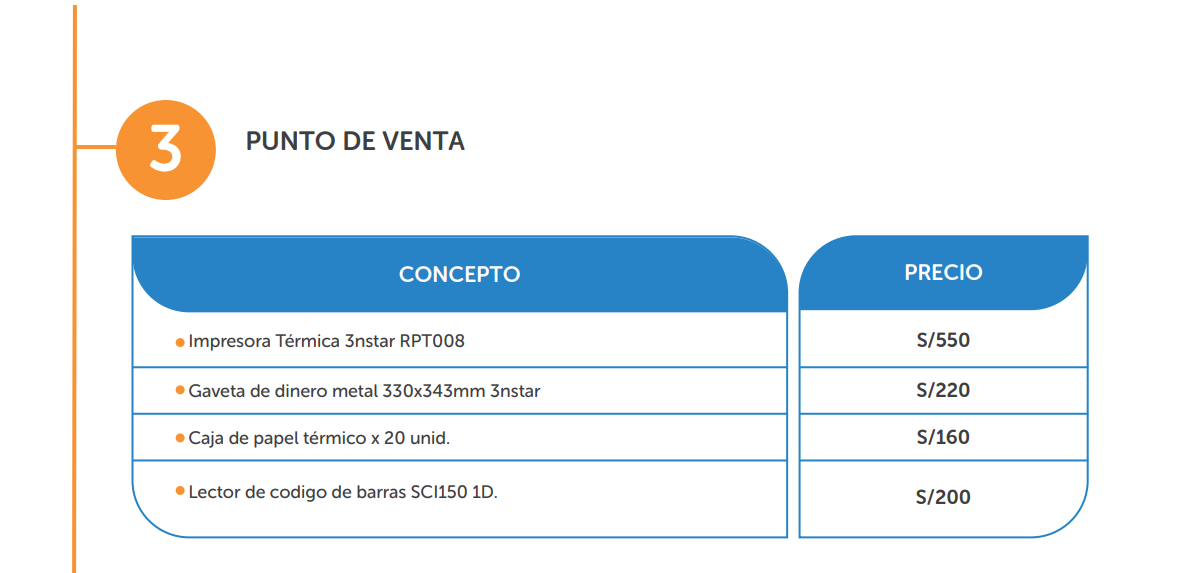 3
PUNTO DE VENTA
CONCEPTO PRECIO
Impresora Térmica 3nstar RPT008 S/550
Gaveta de dinero metal 330x343mm 3nstar S/220
Caja de papel térmico x 20 unid. S/160
Lector de codigo de barras SCI150 1D. S/200